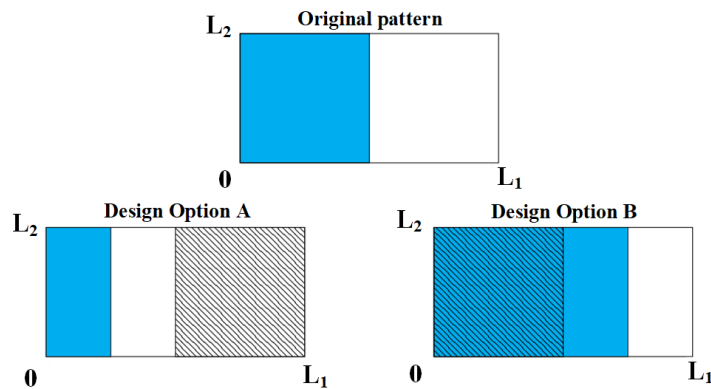 Original pattern
L₂
0
L₁
Design Option A
L₂
0
L₁
Design Option B
L₂
0
L₁